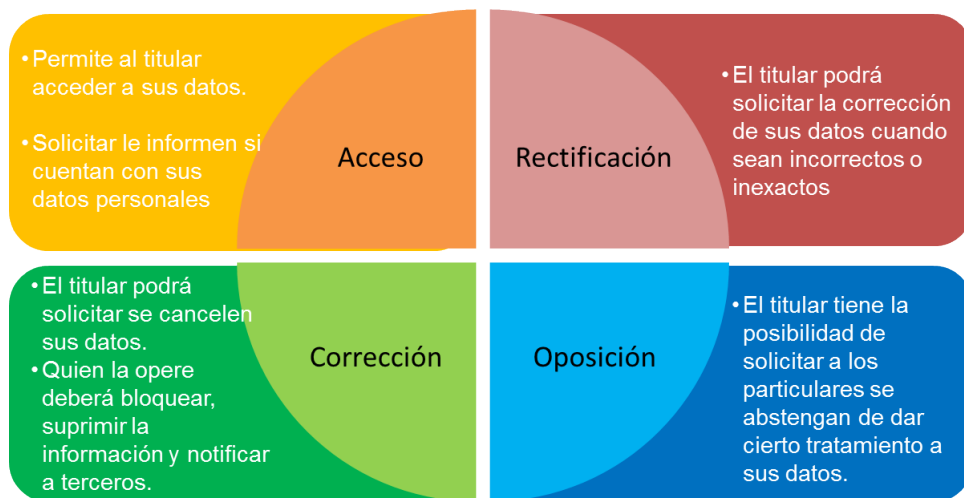 • Permite al titular
acceder a sus datos.
• Solicitar le informen si
cuentan con sus
datos personales
Acceso
Rectificación
• El titular podrá
solicitar la corrección
de sus datos cuando
sean incorrectos o
inexactos
• El titular podrá
solicitar se cancelen
sus datos.
• Quien la opere
deberá bloquear,
suprimir la
información y notificar
a terceros.
Corrección
Oposición
• El titular tiene la
posibilidad de
solicitar a los
particulares se
abstengan de dar
cierto tratamiento a
sus datos.